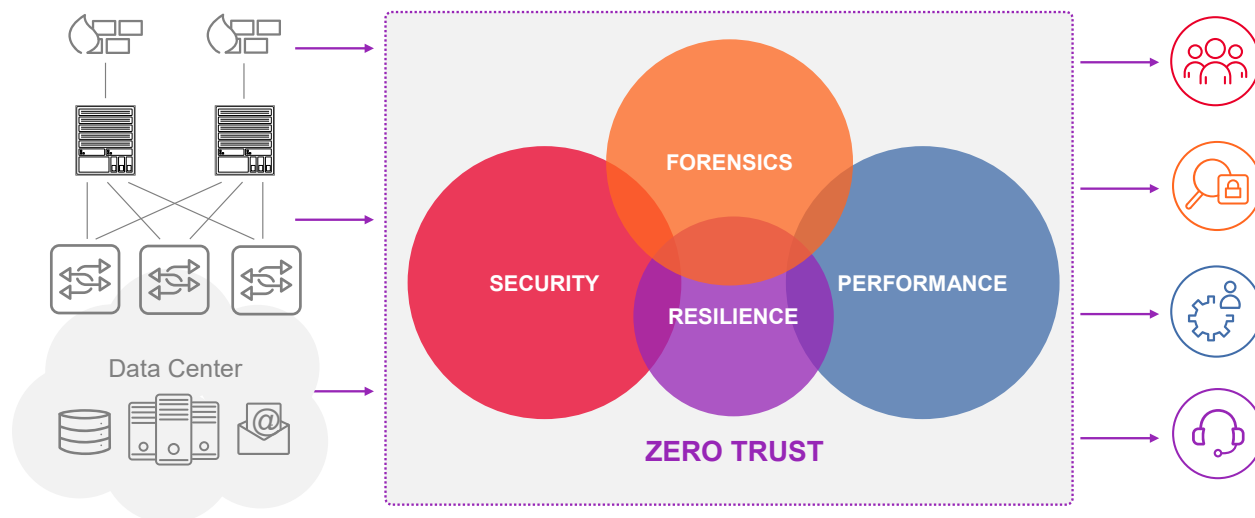 FORENSICS
SECURITY
PERFORMANCE
RESILIENCE
Data Center
@
ZERO TRUST